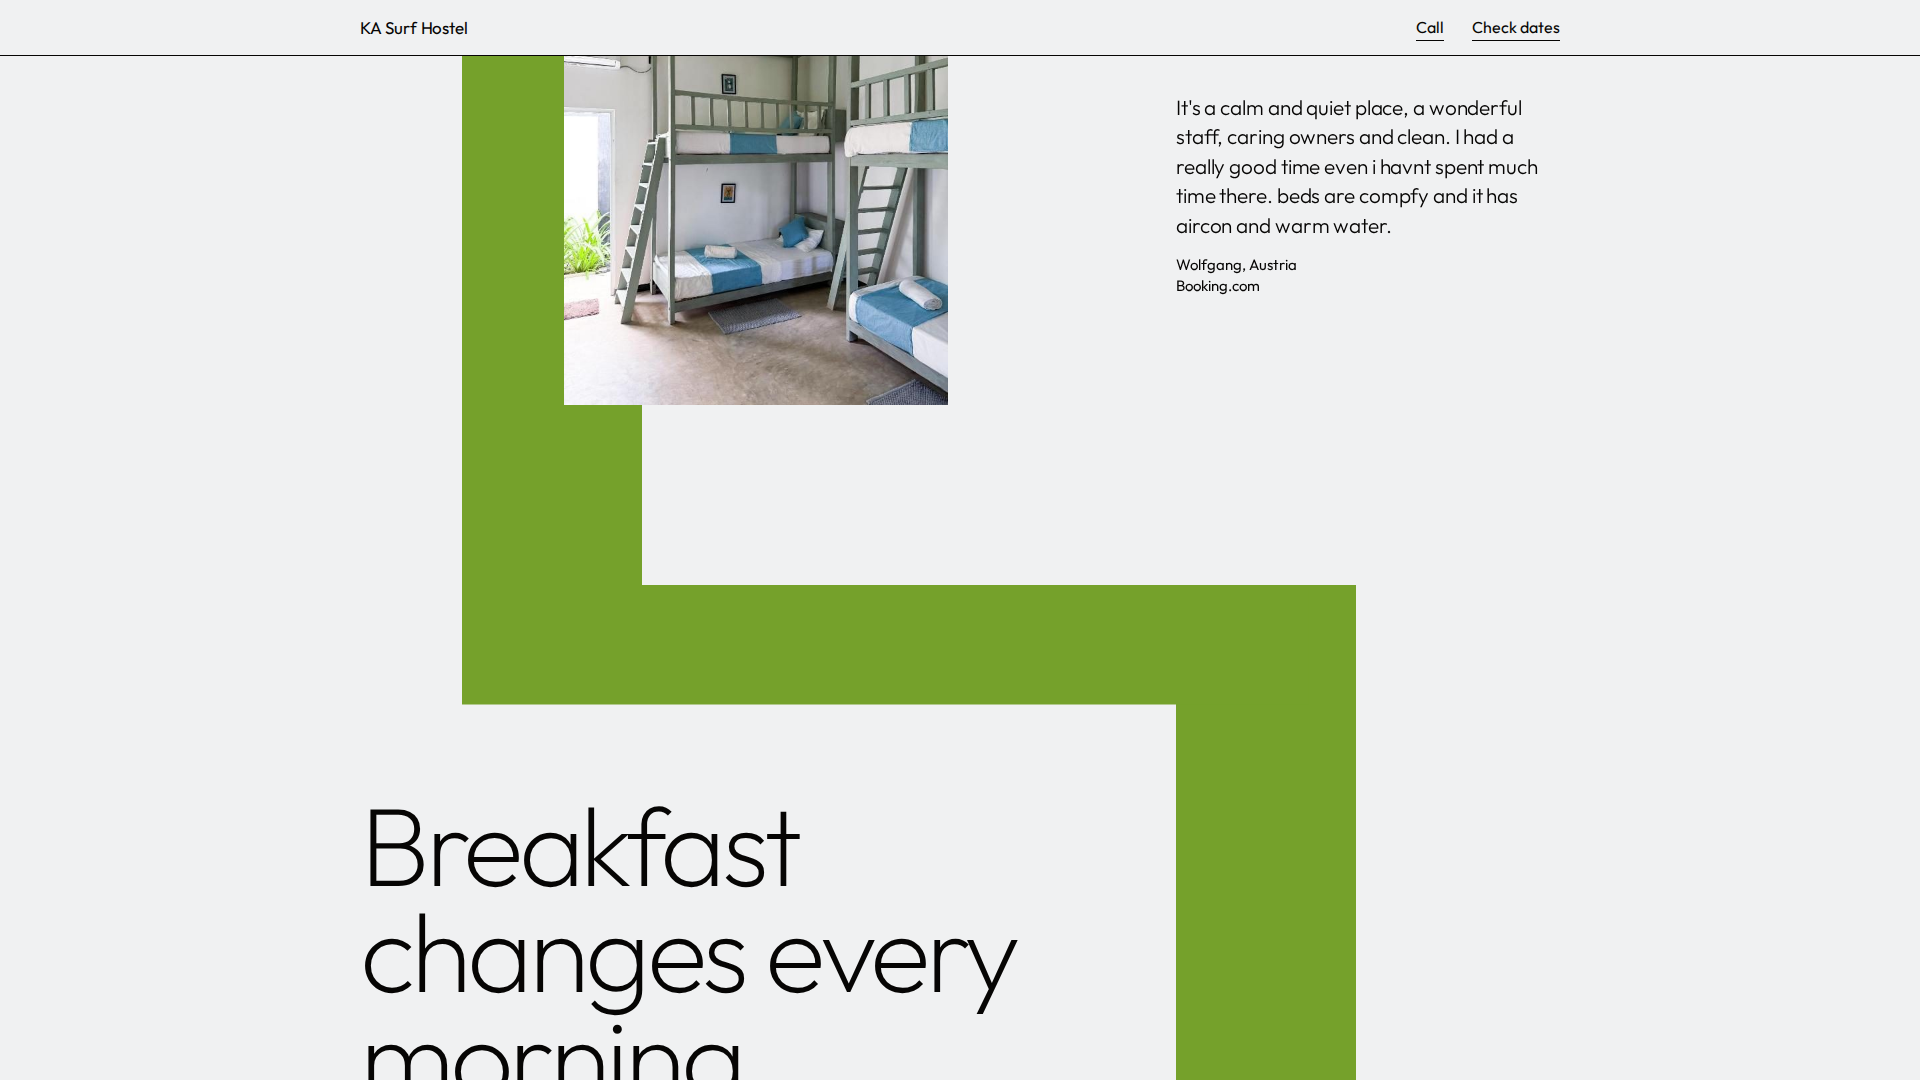 KA Surf Hostel
Call
Check dates
It's a calm and quiet place, a wonderful
staff, caring owners and clean. I had a
really good time even i havnt spent much
time there. beds are compfy and it has
aircon and warm water.
Wolfgang, Austria
Booking.com
Breakfast
changes every
morning